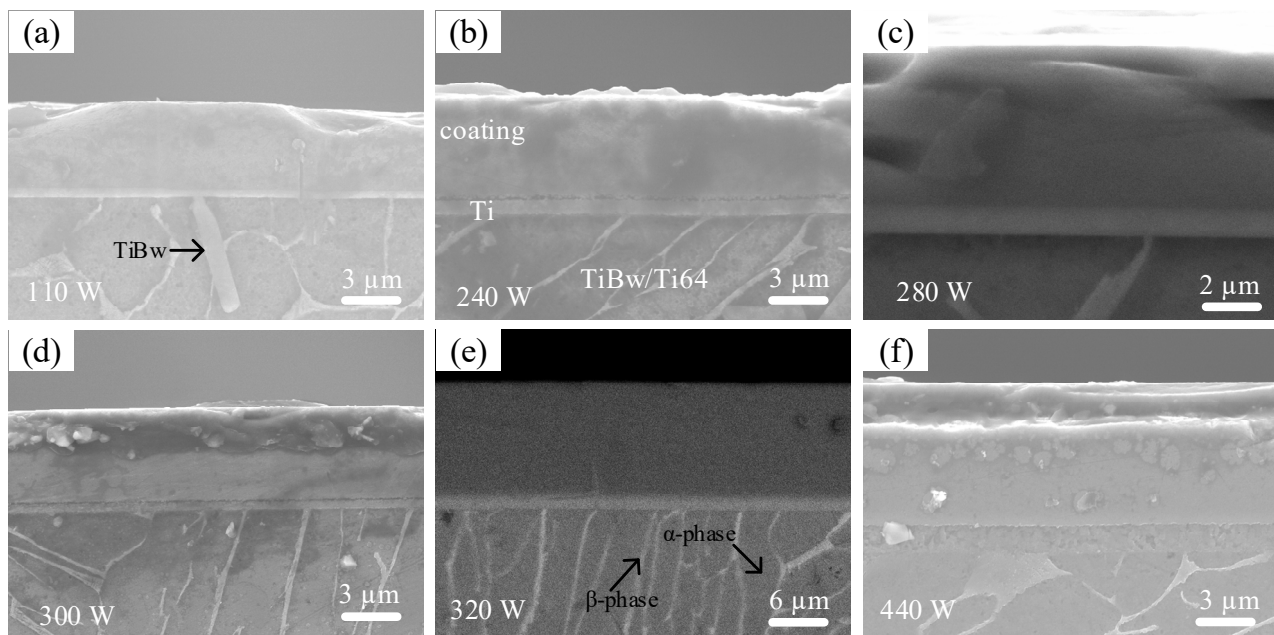 (a)
TiBw
110 W
3 µm
(b)
coating
Ti
TiBw/Ti64
240 W
3 µm
(c)
280 W
2 µm
(d)
300 W
3 µm
(e)
α-phase
β-phase
320 W
6 µm
(f)
440 W
3 µm